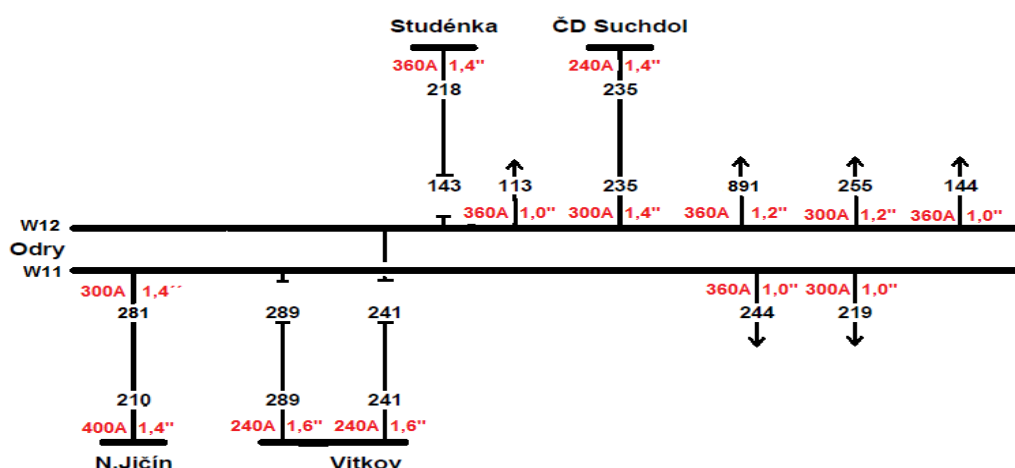 Studénka ČD Suchdol
360A 1,4" 240A 1,4"
218 235
143 113 235 891 255 144
360A 1,0" 300A 1,4" 360A 1,2" 300A 1,2" 360A 1,0"
W12
Odry
W11
300A 1,4´´ 360A 1,0" 300A 1,0"
281 289 241 244 219
210 289 241
400A 1,4" 240A 1,6" 240A 1,6"
N.Jičín Vitkov